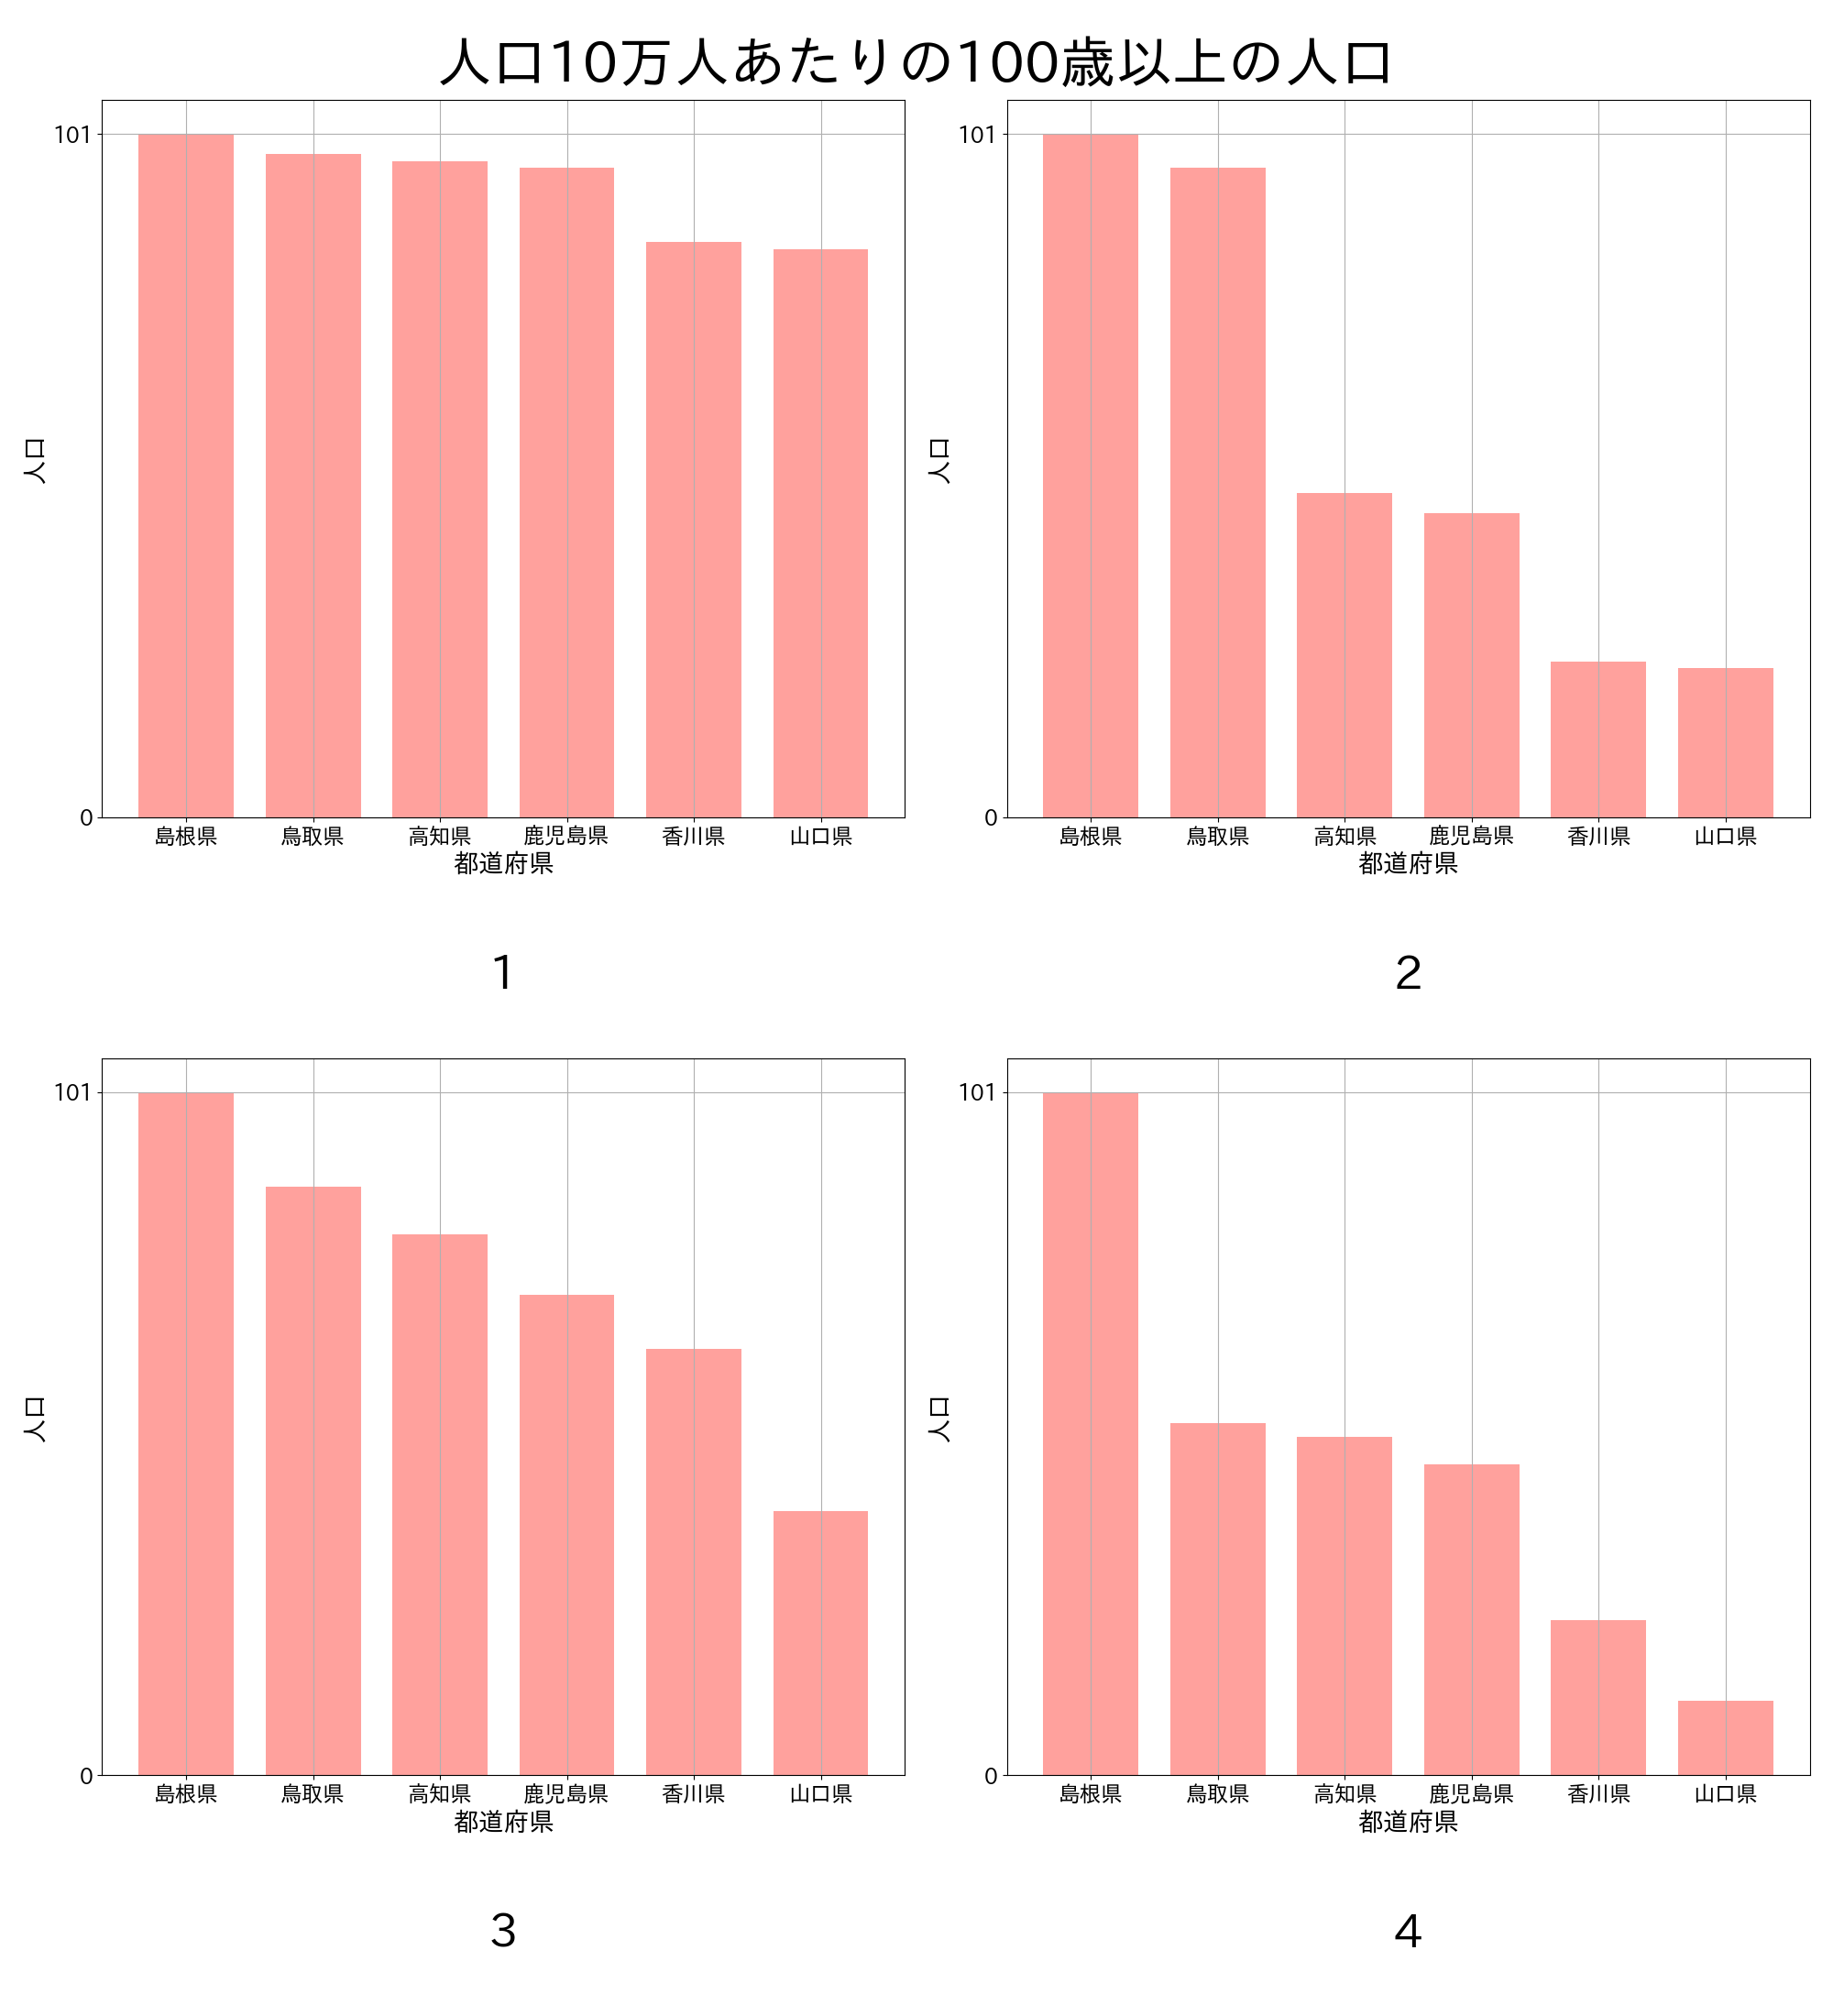 人口10万人あたりの100歳以上の人口
101
0
人口
島根県 鳥取県 高知県 鹿児島県 香川県 山口県
都道府県
1
101
0
人口
島根県 鳥取県 高知県 鹿児島県 香川県 山口県
都道府県
2
101
0
人口
島根県 鳥取県 高知県 鹿児島県 香川県 山口県
都道府県
3
101
0
人口
島根県 鳥取県 高知県 鹿児島県 香川県 山口県
都道府県
4